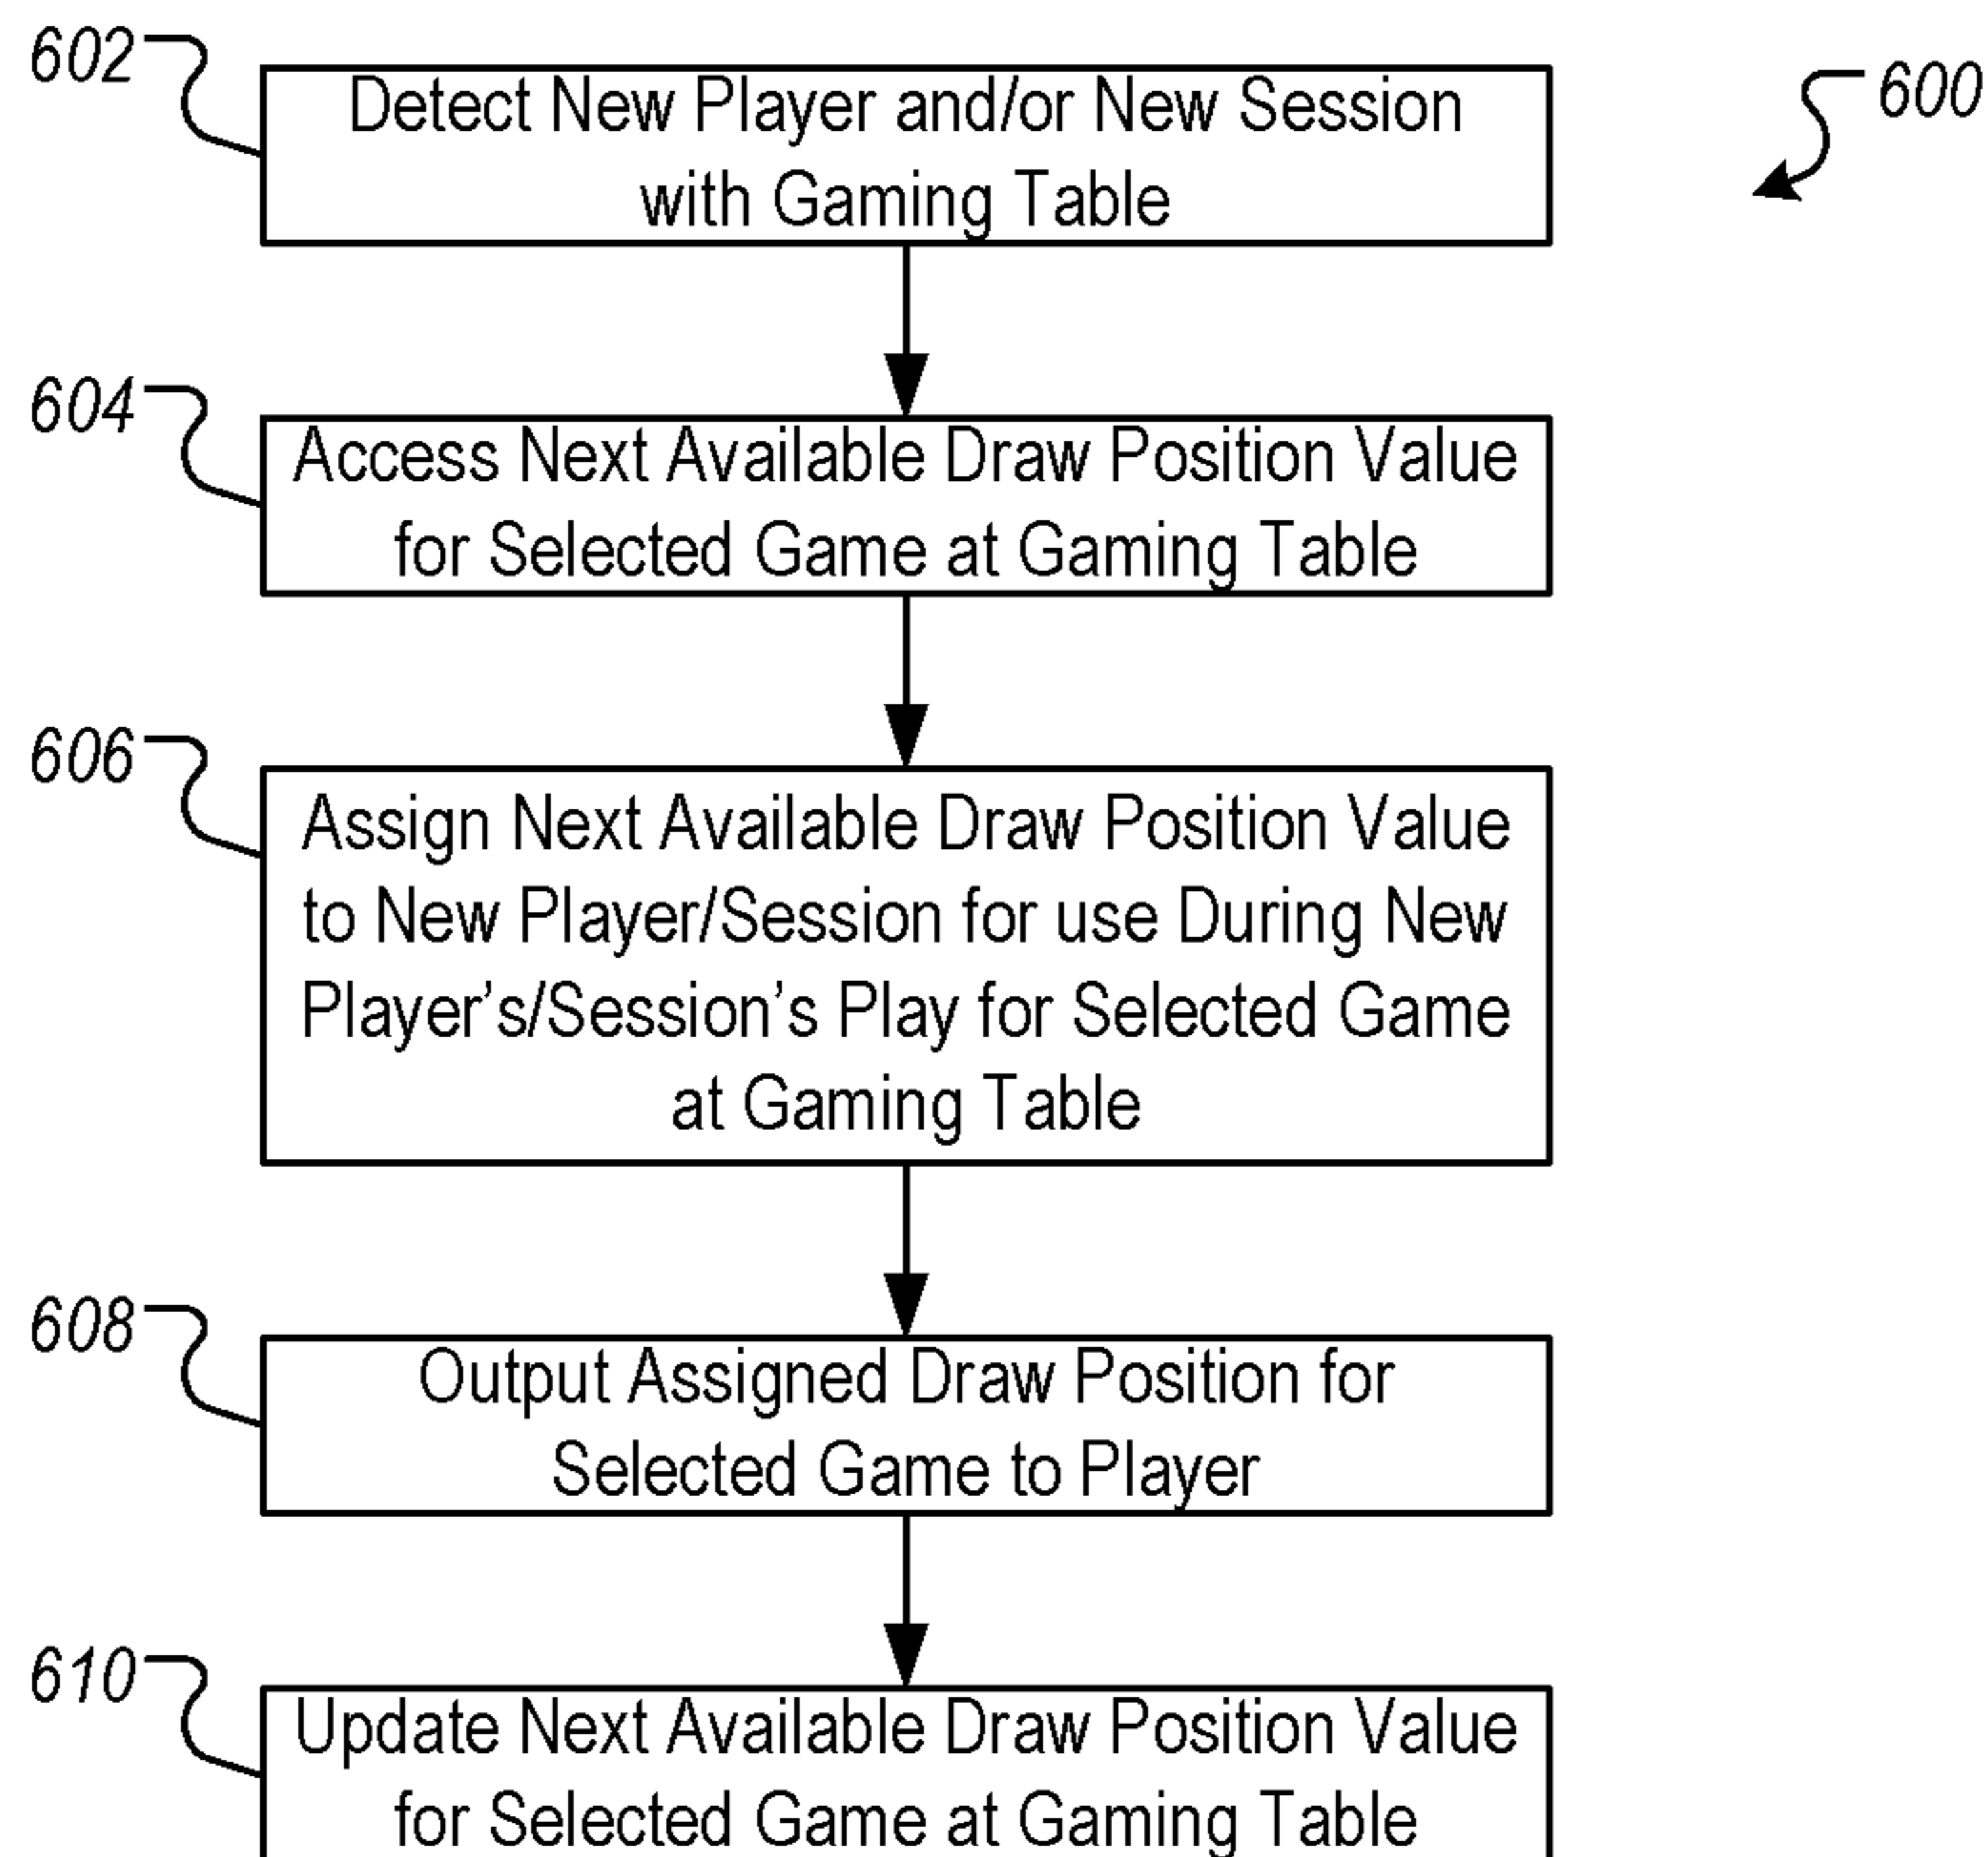 602
Detect New Player and/or New Session
with Gaming Table
600
604
Access Next Available Draw Position Value
for Selected Game at Gaming Table
606
Assign Next Available Draw Position Value
to New Player/Session for use During New
Player’s/Session’s Play for Selected Game
at Gaming Table
608
Output Assigned Draw Position for
Selected Game to Player
610
Update Next Available Draw Position Value
for Selected Game at Gaming Table